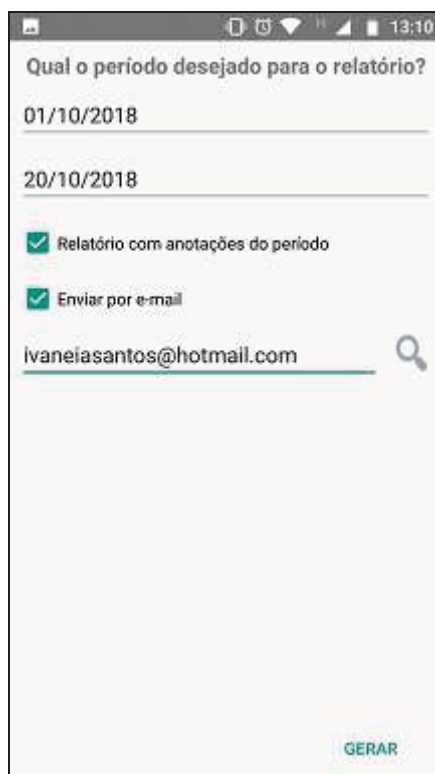 13:10
Qual o período desejado para o relatório?
01/10/2018
20/10/2018
Relatório com anotações do período
Enviar por e-mail
ivaneiasantos@hotmail.com
GERAR